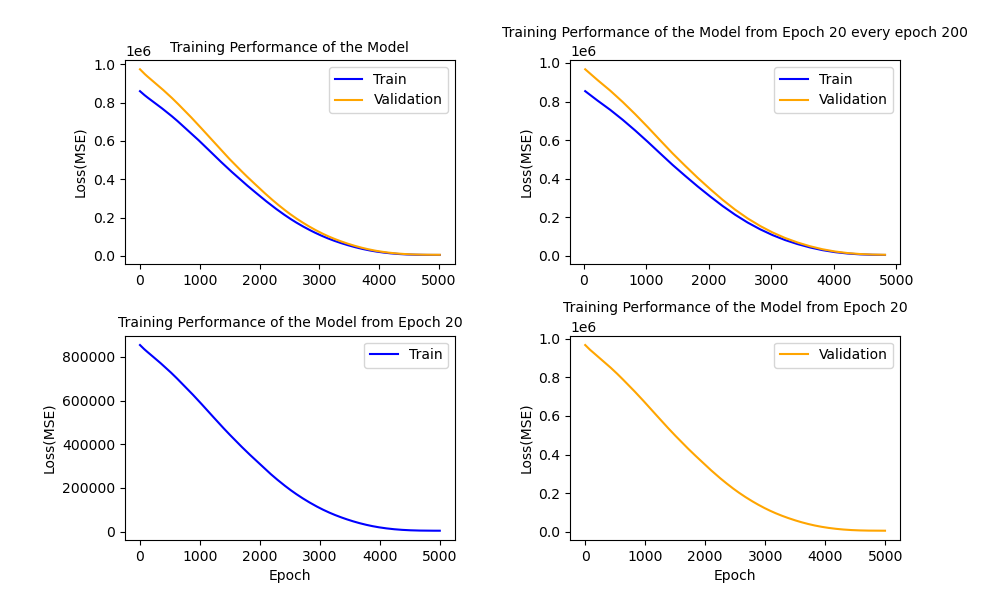 Training Performance of the Model
1e6
Loss(MSE)
1.0
0.8
0.6
0.4
0.2
0.0
0 1000 2000 3000 4000 5000
Train
Validation
Training Performance of the Model from Epoch 20 every epoch 200
1e6
Loss(MSE)
1.0
0.8
0.6
0.4
0.2
0.0
0 1000 2000 3000 4000 5000
Train
Validation
Training Performance of the Model from Epoch 20
Loss(MSE)
800000
600000
400000
200000
0
0 1000 2000 3000 4000 5000
Epoch
Train
Training Performance of the Model from Epoch 20
1e6
Loss(MSE)
1.0
0.8
0.6
0.4
0.2
0.0
0 1000 2000 3000 4000 5000
Epoch
Validation